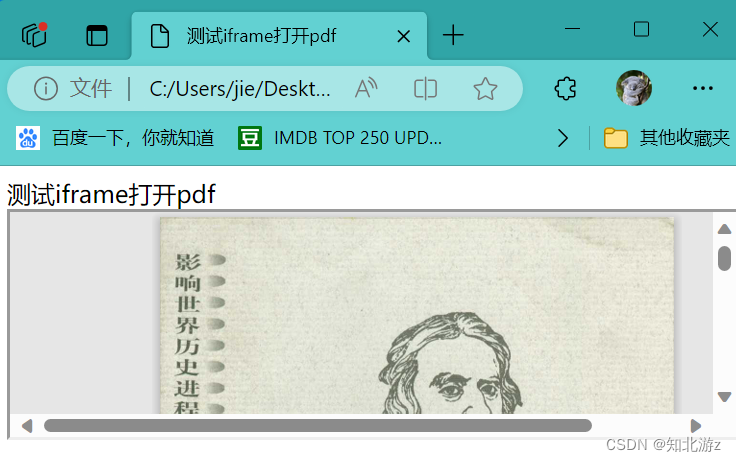 测试iframe打开pdf
文件 C:/Users/jie/Deskt...
百度一下，你就知道 豆 IMDB TOP 250 UPD... 其他收藏夹
测试iframe打开pdf
影响世界历史进程
CSDN @知北游z